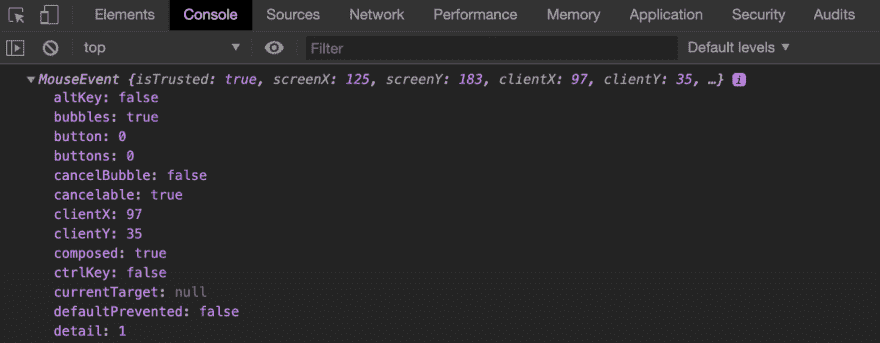 Elements Console Sources Network Performance Memory Application Security Audits
top Filter Default levels
MouseEvent {isTrusted: true, screenX: 125, screenY: 183, clientX: 97, clientY: 35, …} i
altKey: false
bubbles: true
button: 0
buttons: 0
cancelBubble: false
cancelable: true
clientX: 97
clientY: 35
composed: true
ctrlKey: false
currentTarget: null
defaultPrevented: false
detail: 1